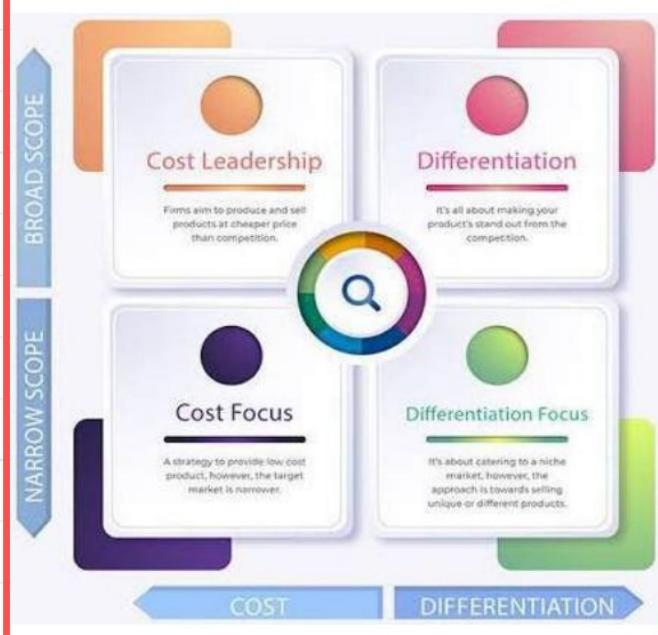 BROAD SCOPE
Cost Leadership
Firms aim to produce and sell
products at cheaper price
than competition.
Differentiation
It's all about making your
product's stand out from the
competition.
NARROW SCOPE
Cost Focus
A strategy to provide low cost
product, however, the target
market is narrower.
Differentiation Focus
It's about catering to a niche
market, however, the
approach is towards selling
unique or different products.
COST
DIFFERENTIATION